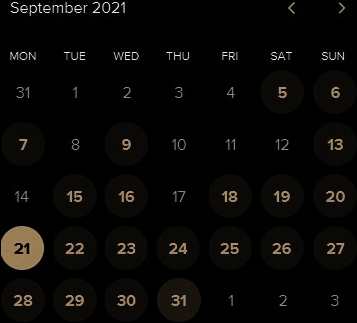 September 2021
MON TUE WED THU FRI SAT SUN
31 1 2 3 4 5 6
7 8 9 10 11 12 13
14 15 16 17 18 19 20
21 22 23 24 25 26 27
28 29 30 31 1 2 3